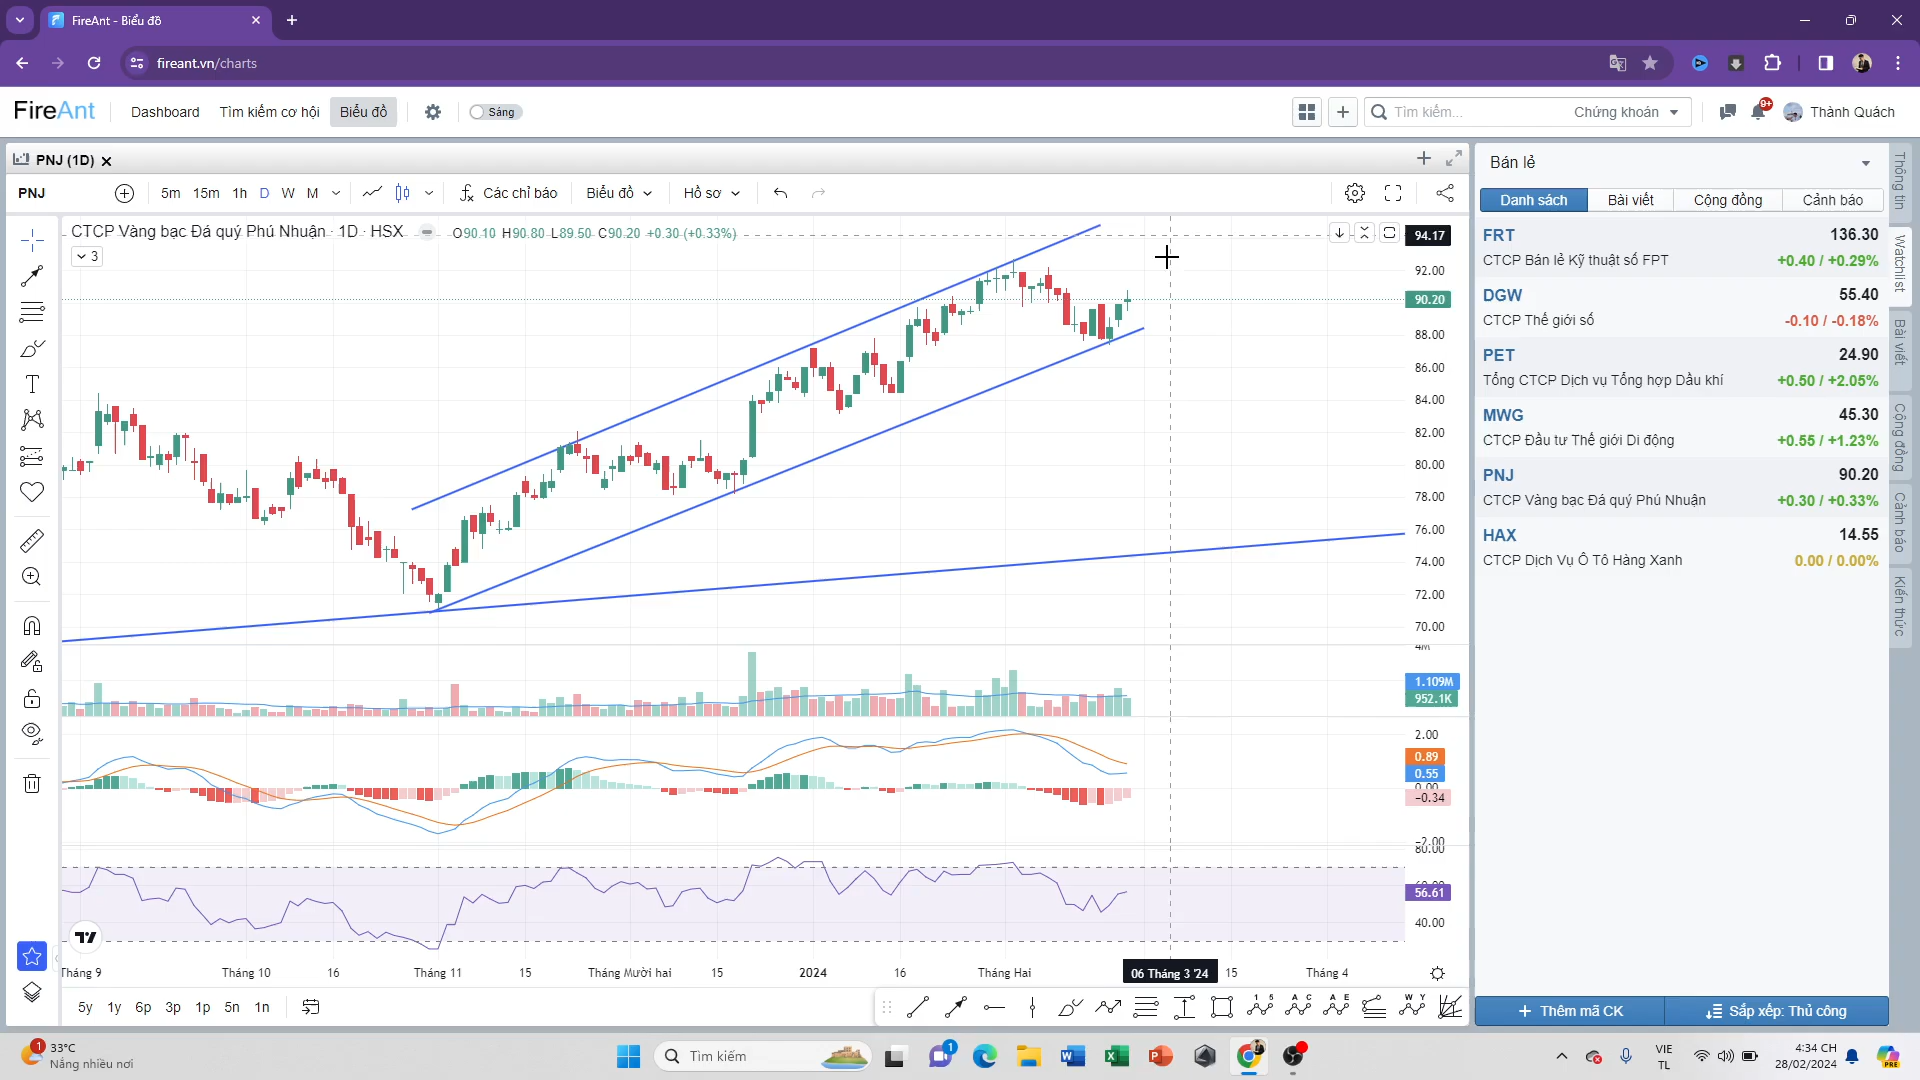 FireAnt - Biểu đồ
fireant.vn/charts
FireAnt
Dashboard
Tìm kiếm cơ hội
Biểu đồ
Sáng
Tìm kiếm...
Chứng khoán
9+
Thành Quách
PNJ (1D)
PNJ
5m 15m 1h D W M
Các chỉ báo
Biểu đồ
Hồ sơ
CTCP Vàng bạc Đá quý Phú Nhuận · 1D · HSX
O90.10 H90.80 L89.50 C90.20 +0.30 (+0.33%)
3
94.17
92.00
90.20
88.00
86.00
84.00
82.00
80.00
78.00
76.00
74.00
72.00
70.00
4M
1.109M
952.1K
2.00
0.89
0.55
0.00
−0.34
−2.00
80.00
56.61
40.00
Tháng 9
Tháng 10
16
Tháng 11
15
Tháng Mười hai
15
2024
16
Tháng Hai
06 Tháng 3 '24
15
Tháng 4
5y 1y 6p 3p 1p 5n 1n
Bán lẻ
Danh sách
Bài viết
Cộng đồng
Cảnh báo
FRT 136.30
CTCP Bán lẻ Kỹ thuật số FPT +0.40 / +0.29%
DGW 55.40
CTCP Thế giới số -0.10 / -0.18%
PET 24.90
Tổng CTCP Dịch vụ Tổng hợp Dầu khí +0.50 / +2.05%
MWG 45.30
CTCP Đầu tư Thế giới Di động +0.55 / +1.23%
PNJ 90.20
CTCP Vàng bạc Đá quý Phú Nhuận +0.30 / +0.33%
HAX 14.55
CTCP Dịch Vụ Ô Tô Hàng Xanh 0.00 / 0.00%
Thêm mã CK
Sắp xếp: Thủ công
Thông tin
Watchlist
Bài viết
Cộng đồng
Cảnh báo
Kiến thức
1
33°C
Nắng nhiều nơi
Tìm kiếm
1
VIE
TL
4:34 CH
28/02/2024
PRE